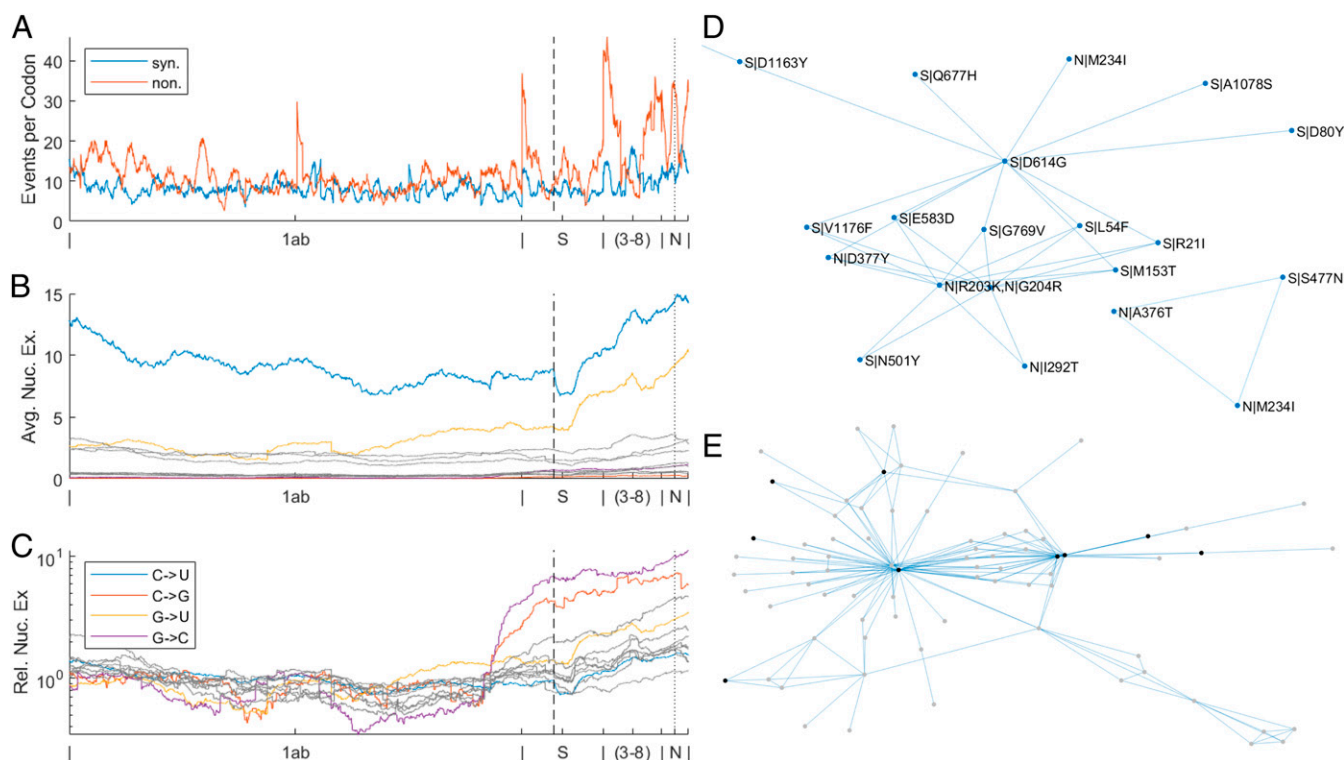 A
Events per Codon
40
30
20
10
0
syn.
non.
| 1ab | S | (3-8) | N |
B
Avg. Nuc. Ex.
15
10
5
0
| 1ab | S | (3-8) | N |
C
Rel. Nuc. Ex
10^1
10^0
C->U
C->G
G->U
G->C
| 1ab | S | (3-8) | N |
D
S|D1163Y
S|Q677H
N|M234I
S|A1078S
S|D80Y
S|D614G
S|V1176F
S|E583D
S|G769V
S|L54F
S|R21I
N|D377Y
S|M153T
S|S477N
N|R203K,N|G204R
N|A376T
S|N501Y
N|I292T
N|M234I
E